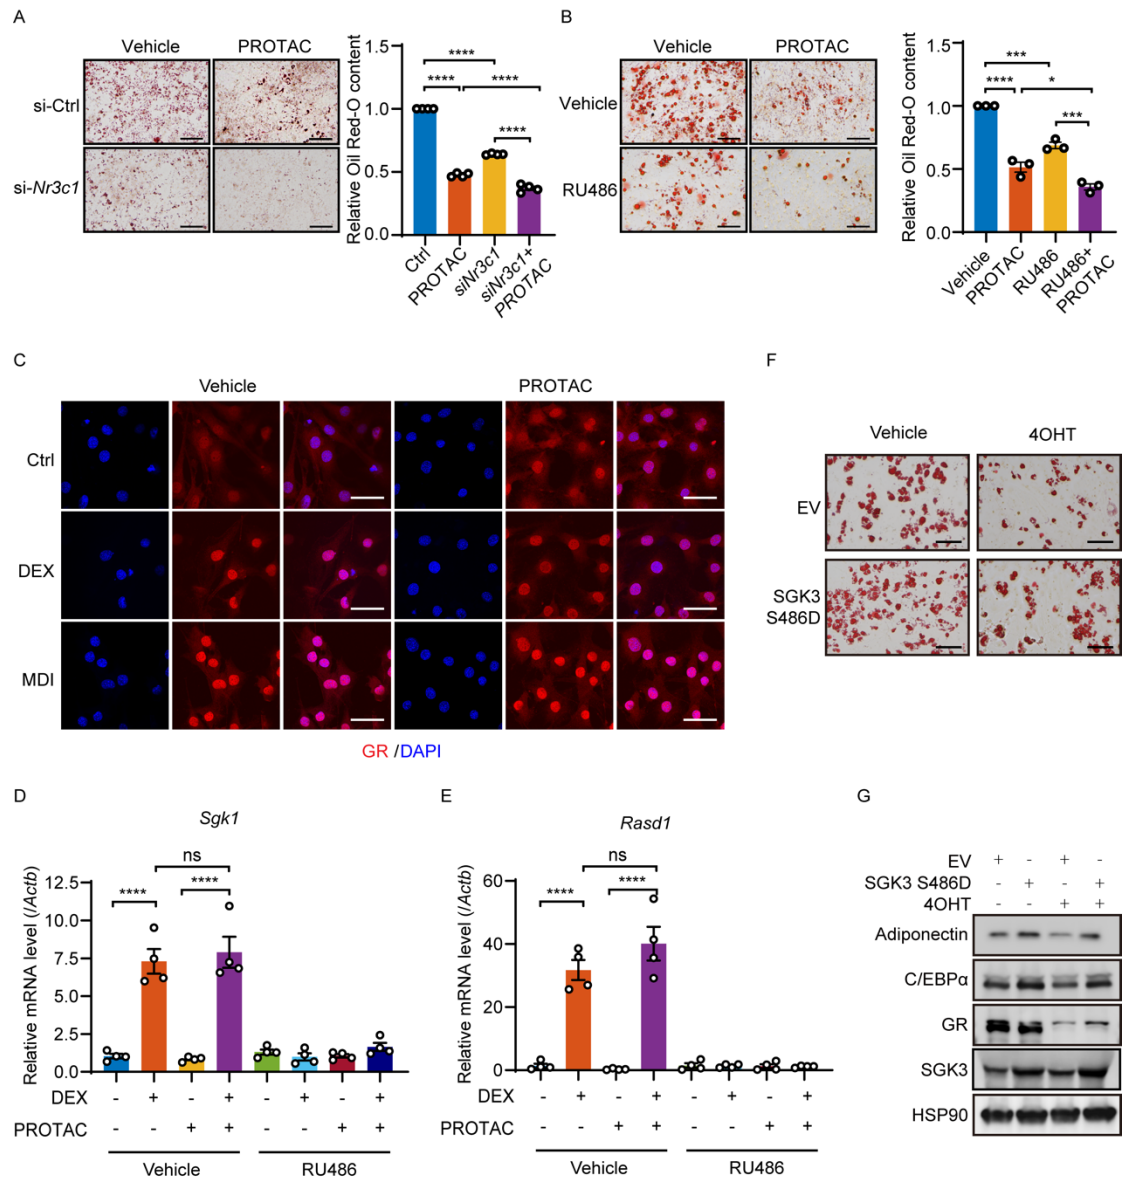 A
Vehicle PROTAC
si-Ctrl
si-Nr3c1
Relative Oil Red-O content
1.5
1.0
0.5
0.0
****
**** ****
****
Ctrl
PROTAC
siNr3c1
siNr3c1+
PROTAC
B
Vehicle PROTAC
Vehicle
RU486
Relative Oil Red-O content
1.5
1.0
0.5
0.0
***
**** *
***
Vehicle
PROTAC
RU486
RU486+
PROTAC
C
Vehicle PROTAC
Ctrl
DEX
MDI
GR /DAPI
F
Vehicle 4OHT
EV
SGK3
S486D
D
Sgk1
Relative mRNA level (/Actb)
12.5
10.0
7.5
5.0
2.5
0.0
ns
**** ****
DEX - + - + - + - +
PROTAC - - + + - - + +
Vehicle RU486
E
Rasd1
Relative mRNA level (/Actb)
60
40
20
0
ns
**** ****
DEX - + - + - + - +
PROTAC - - + + - - + +
Vehicle RU486
G
EV + - + -
SGK3 S486D - + - +
4OHT - - + +
Adiponectin
C/EBPα
GR
SGK3
HSP90